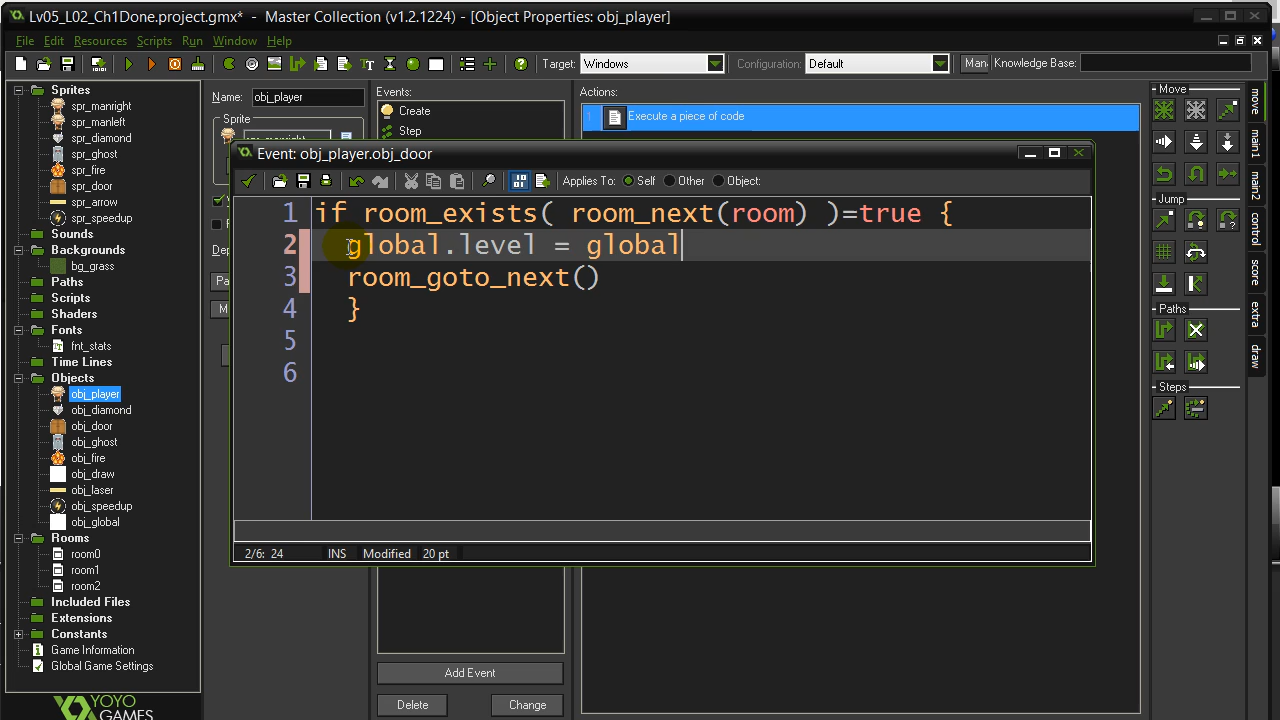 Lv05_L02_Ch1Done.project.gmx* - Master Collection (v1.2.1224) - [Object Properties: obj_player]
File Edit Resources Scripts Run Window Help
Target: Windows Configuration: Default Man Knowledge Base:
Sprites
spr_manright
spr_manleft
spr_diamond
spr_ghost
spr_fire
spr_door
spr_arrow
spr_speedup
Sounds
Backgrounds
bg_grass
Paths
Scripts
Shaders
Fonts
fnt_stats
Time Lines
Objects
obj_player
obj_diamond
obj_door
obj_ghost
obj_fire
obj_draw
obj_laser
obj_speedup
obj_global
Rooms
room0
room1
room2
Included Files
Extensions
Constants
Game Information
Global Game Settings
YOYO
GAMES
Name: obj_player
Sprite
Events:
Create
Step
Add Event
Delete Change
Actions:
1 Execute a piece of code
Event: obj_player.obj_door
Applies To: Self Other Object:
1 if room_exists( room_next(room) )=true {
2 global.level = global
3 room_goto_next()
4 }
5
6
2/6: 24 INS Modified 20 pt
Move
Jump
Paths
Steps
move
main1
main2
control
score
extra
draw